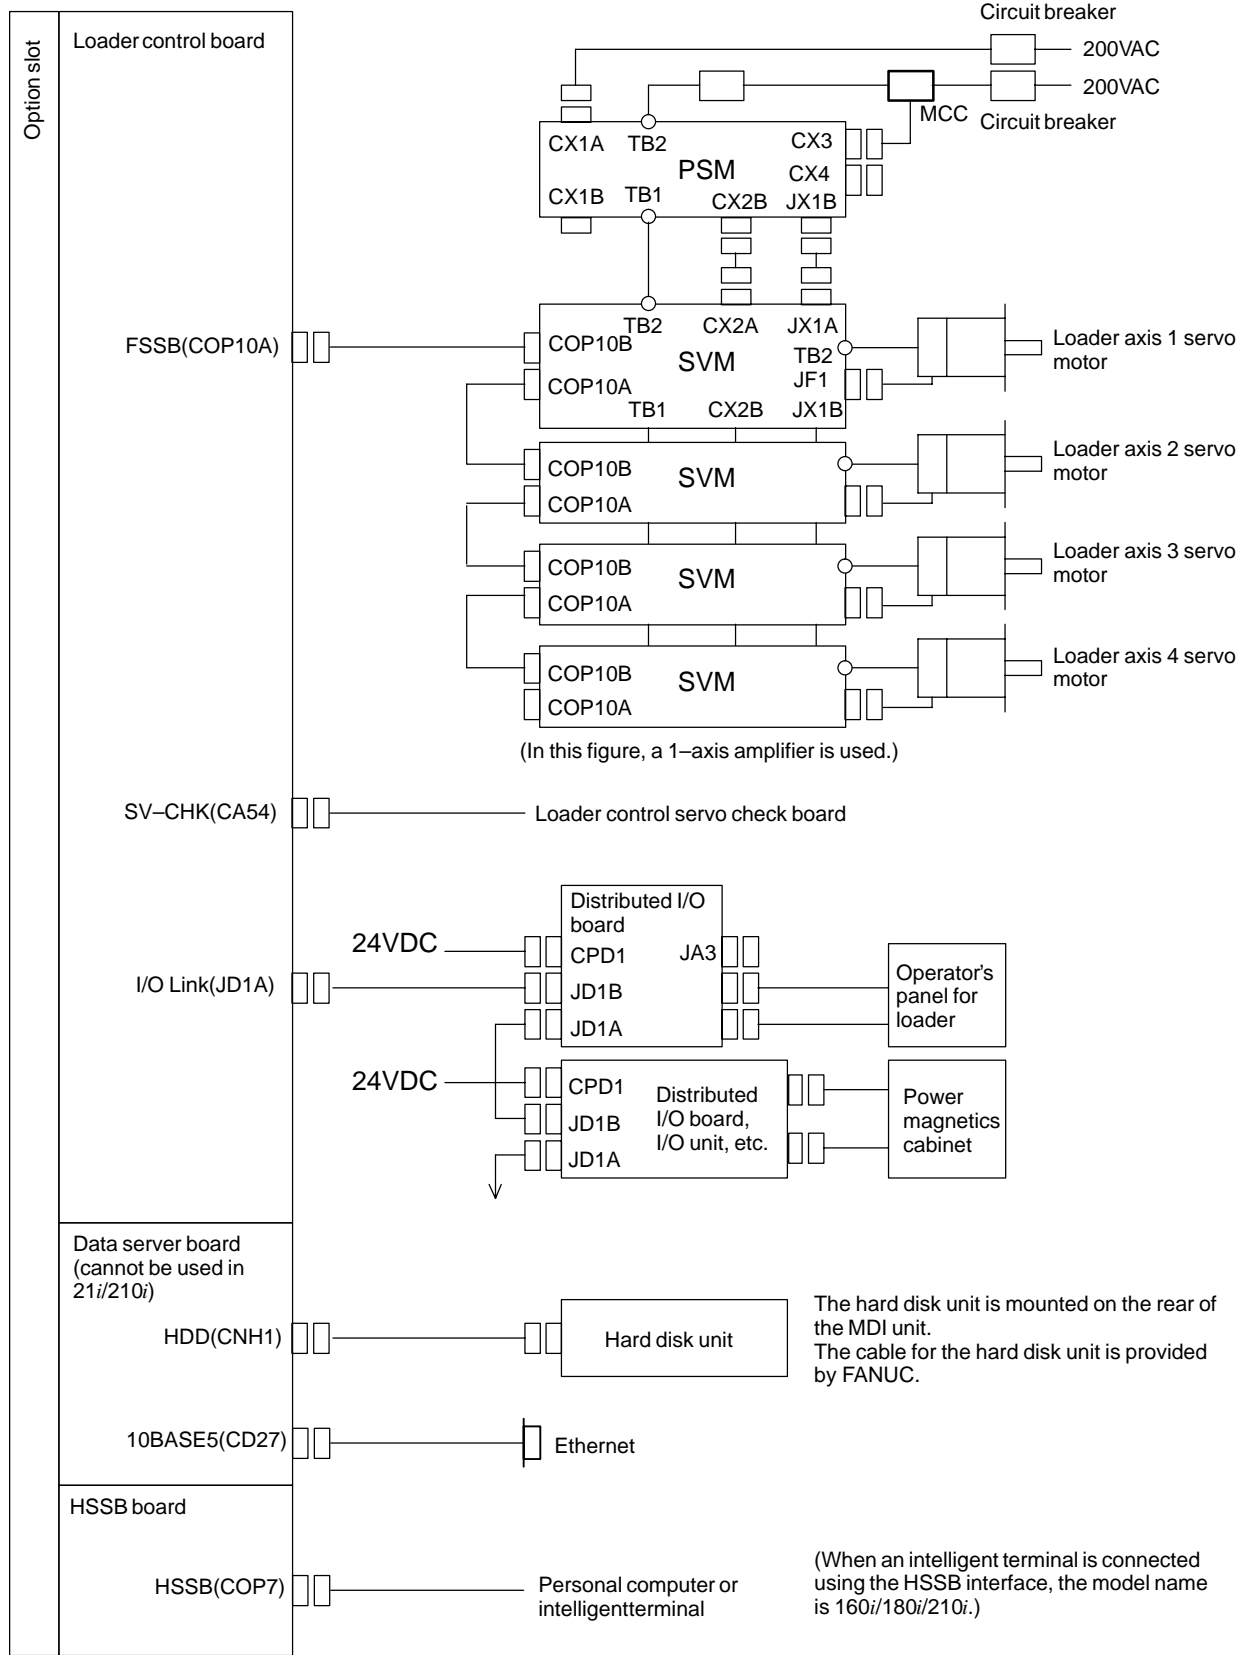 Circuit breaker
Option slot
Loader control board
200VAC
200VAC
MCC
Circuit breaker
CX1A
TB2
CX3
PSM
CX4
CX1B
TB1
CX2B
JX1B
FSSB(COP10A)
COP10B
TB2
CX2A
JX1A
SVM
TB2
COP10A
JF1
TB1
CX2B
JX1B
Loader axis 1 servo
motor
COP10B
SVM
COP10A
Loader axis 2 servo
motor
COP10B
SVM
COP10A
Loader axis 3 servo
motor
COP10B
SVM
COP10A
Loader axis 4 servo
motor
(In this figure, a 1–axis amplifier is used.)
SV–CHK(CA54)
Loader control servo check board
Distributed I/O
board
24VDC
CPD1
JA3
I/O Link(JD1A)
JD1B
JD1A
Operator's
panel for
loader
24VDC
CPD1
JD1B
JD1A
Distributed
I/O board,
I/O unit, etc.
Power
magnetics
cabinet
Data server board
(cannot be used in
21i/210i)
HDD(CNH1)
Hard disk unit
The hard disk unit is mounted on the rear of
the MDI unit.
The cable for the hard disk unit is provided
by FANUC.
10BASE5(CD27)
Ethernet
HSSB board
HSSB(COP7)
Personal computer or
intelligentterminal
(When an intelligent terminal is connected
using the HSSB interface, the model name
is 160i/180i/210i.)